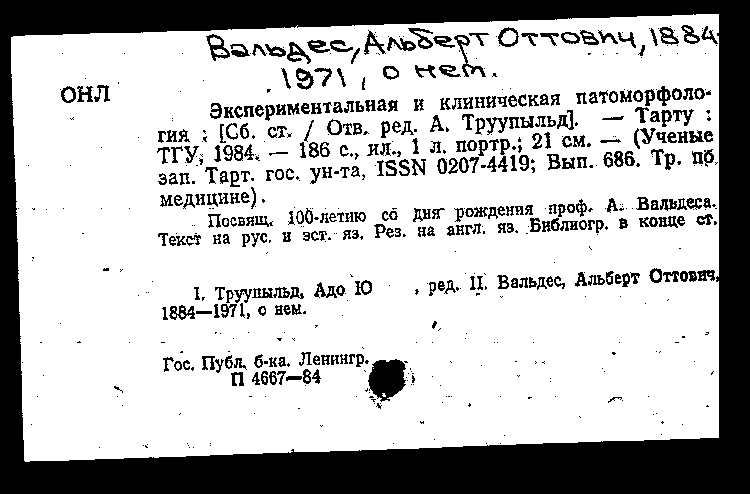 Вальдес, Альберт Оттович, 1884-
1971, о нем.
ОНЛ
Экспериментальная и клиническая патоморфоло-
гия : [Сб. ст. / Отв. ред. А. Труупыльд]. — Тарту :
ТГУ, 1984. — 186 с., ил., 1 л. портр.; 21 см. — (Ученые
зап. Тарт. гос. ун-та, ISSN 0207-4419; Вып. 686. Тр. по
медицине).
Посвящ. 100-летию со дня рождения проф. А. Вальдеса.
Текст на рус. и эст. яз. Рез. на англ. яз. Библиогр. в конце ст.
I. Труупыльд, Адо Ю , ред. II. Вальдес, Альберт Оттович,
1884—1971, о нем.
Гос. Публ. б-ка. Ленингр.
П 4667—84